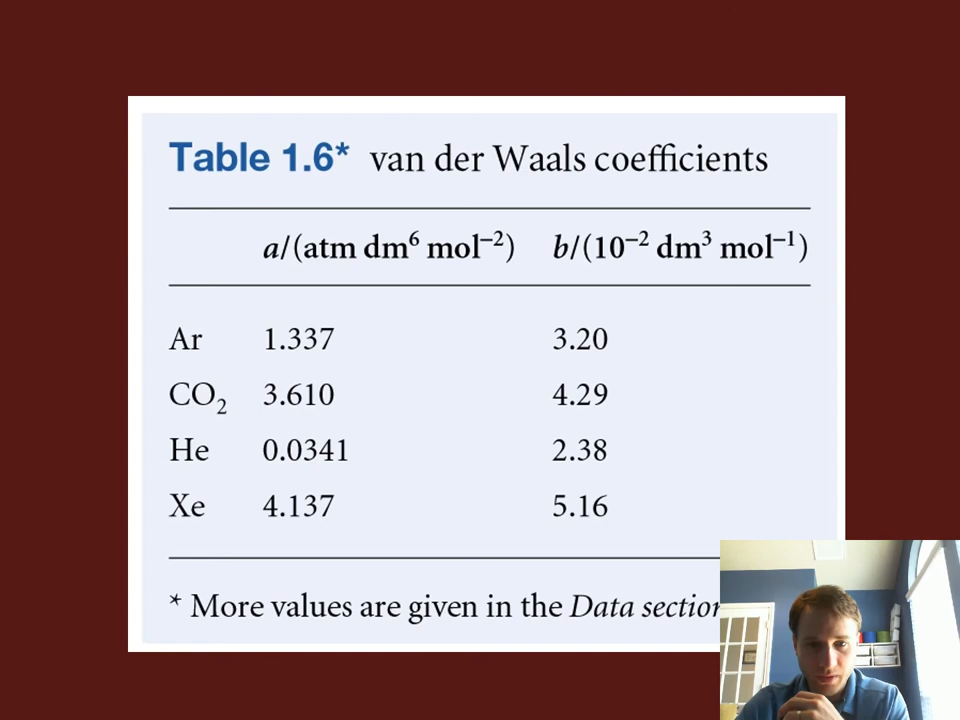 Table 1.6* van der Waals coefficients
a/(atm dm⁶ mol⁻²) b/(10⁻² dm³ mol⁻¹)
Ar 1.337 3.20
CO₂ 3.610 4.29
He 0.0341 2.38
Xe 4.137 5.16
* More values are given in the Data section